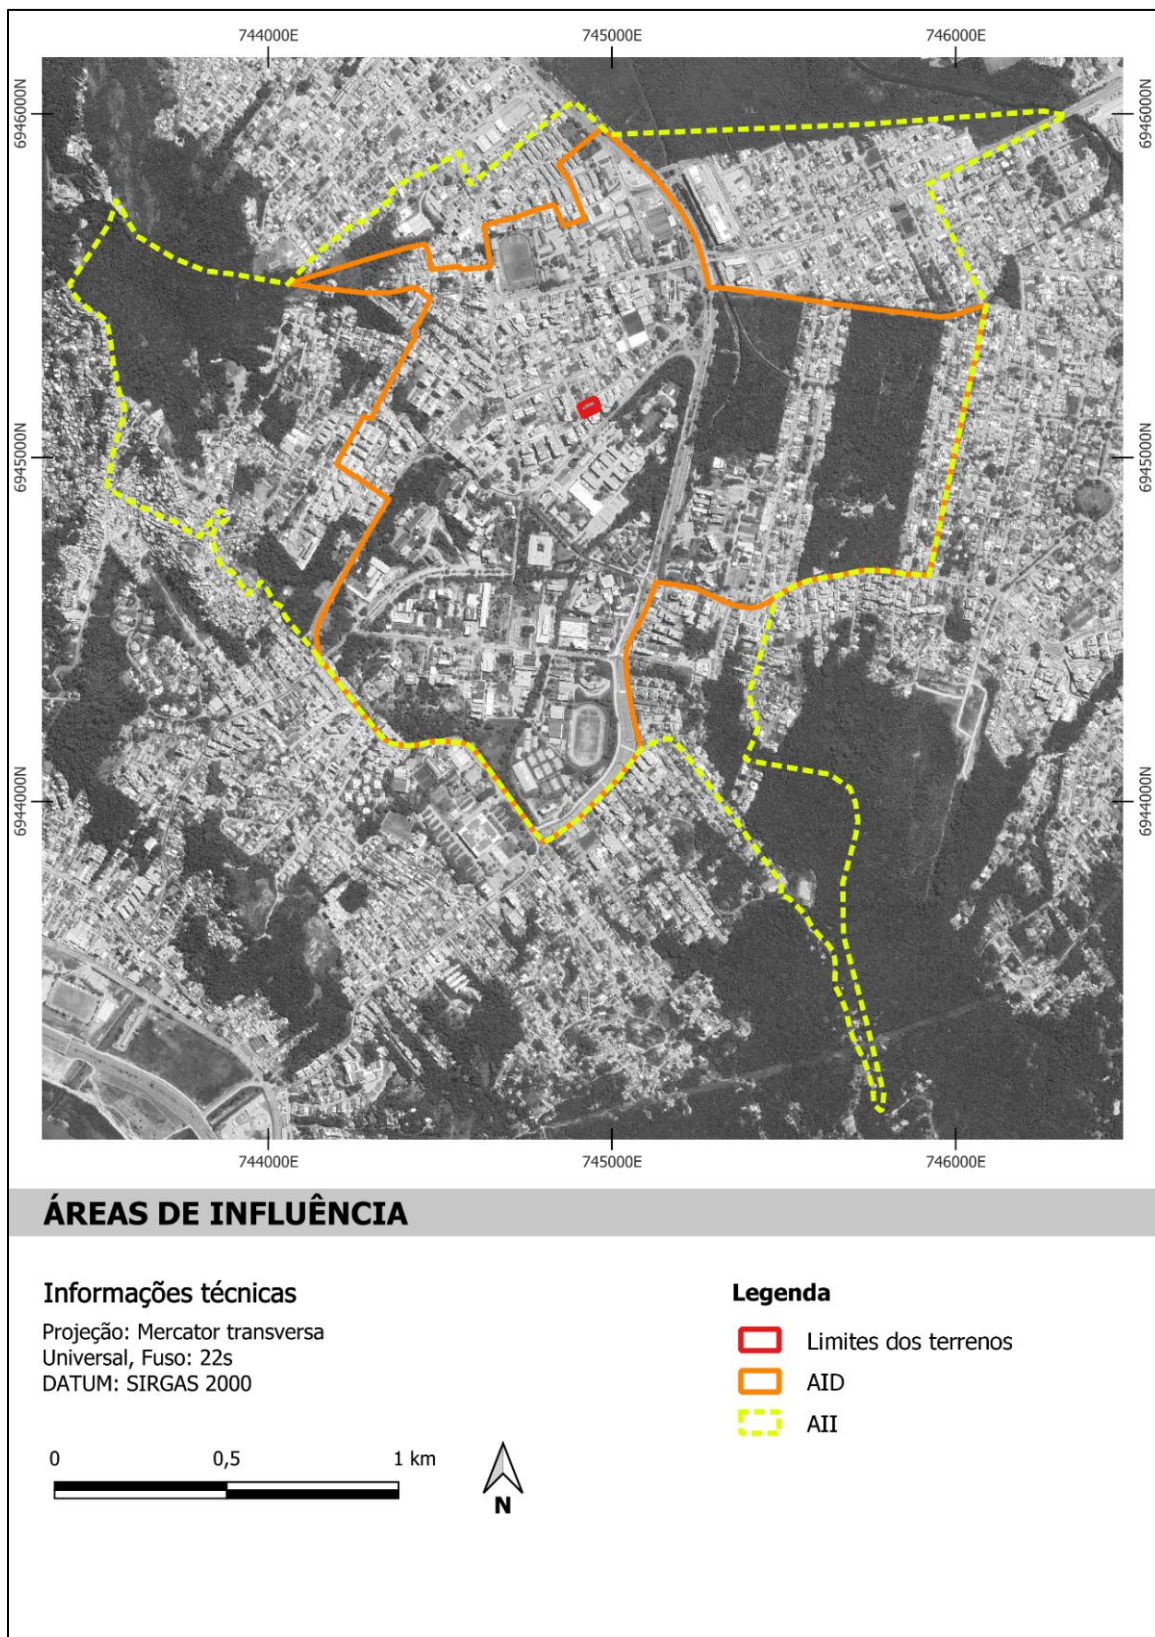 744000E 745000E 746000E
6946000N 6946000N
6945000N 6945000N
6944000N 6944000N
744000E 745000E 746000E
ÁREAS DE INFLUÊNCIA
Informações técnicas
Projeção: Mercator transversa
Universal, Fuso: 22s
DATUM: SIRGAS 2000
0 0,5 1 km
N
Legenda
Limites dos terrenos
AID
AII